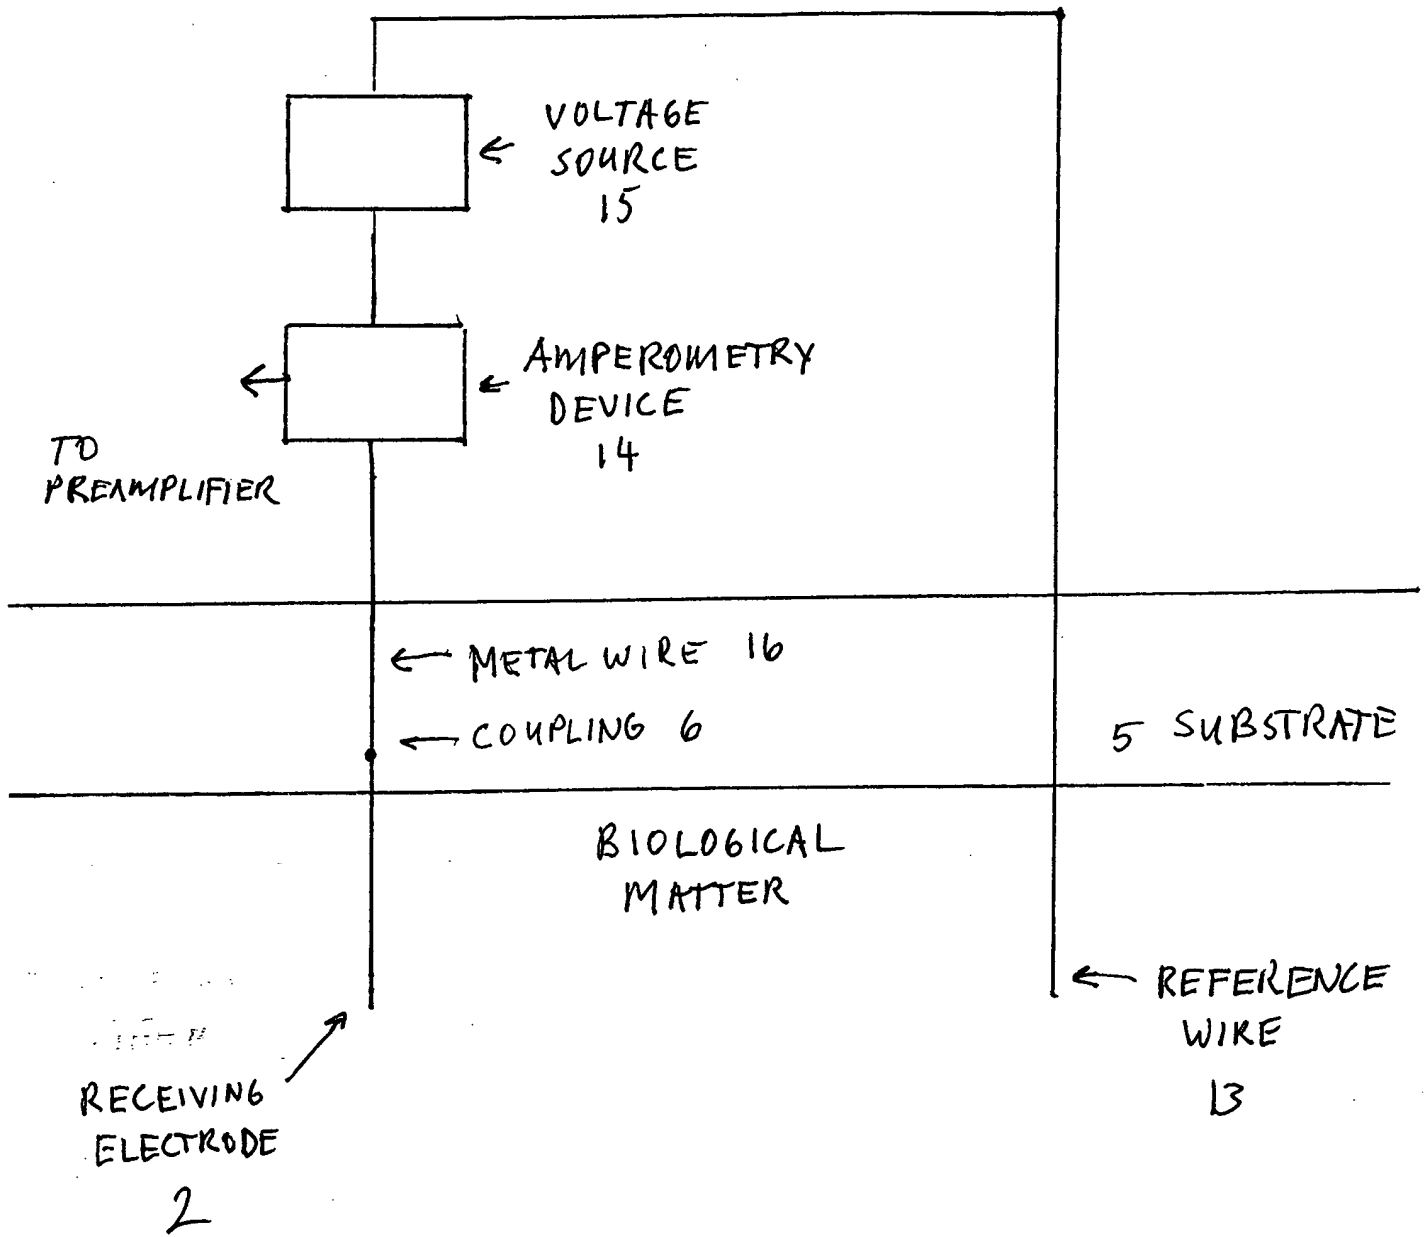 VOLTAGE
SOURCE
15
AMPEROMETRY
DEVICE
14
TO
PREAMPLIFIER
METAL WIRE 16
COUPLING 6
5 SUBSTRATE
BIOLOGICAL
MATTER
REFERENCE
WIRE
13
RECEIVING
ELECTRODE
2